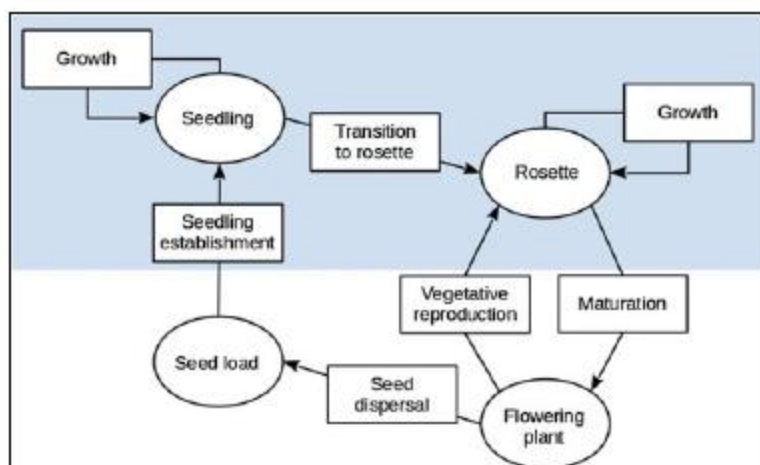 Growth
Seedling
Transition
to rosette
Growth
Rosette
Seedling
establishment
Vegetative
reproduction
Maturation
Seed load
Seed
dispersal
Flowering
plant